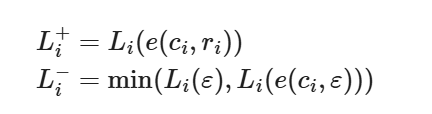 L_i^+ = L_i(e(c_i, r_i))
L_i^- = min(L_i(ε), L_i(e(c_i, ε)))